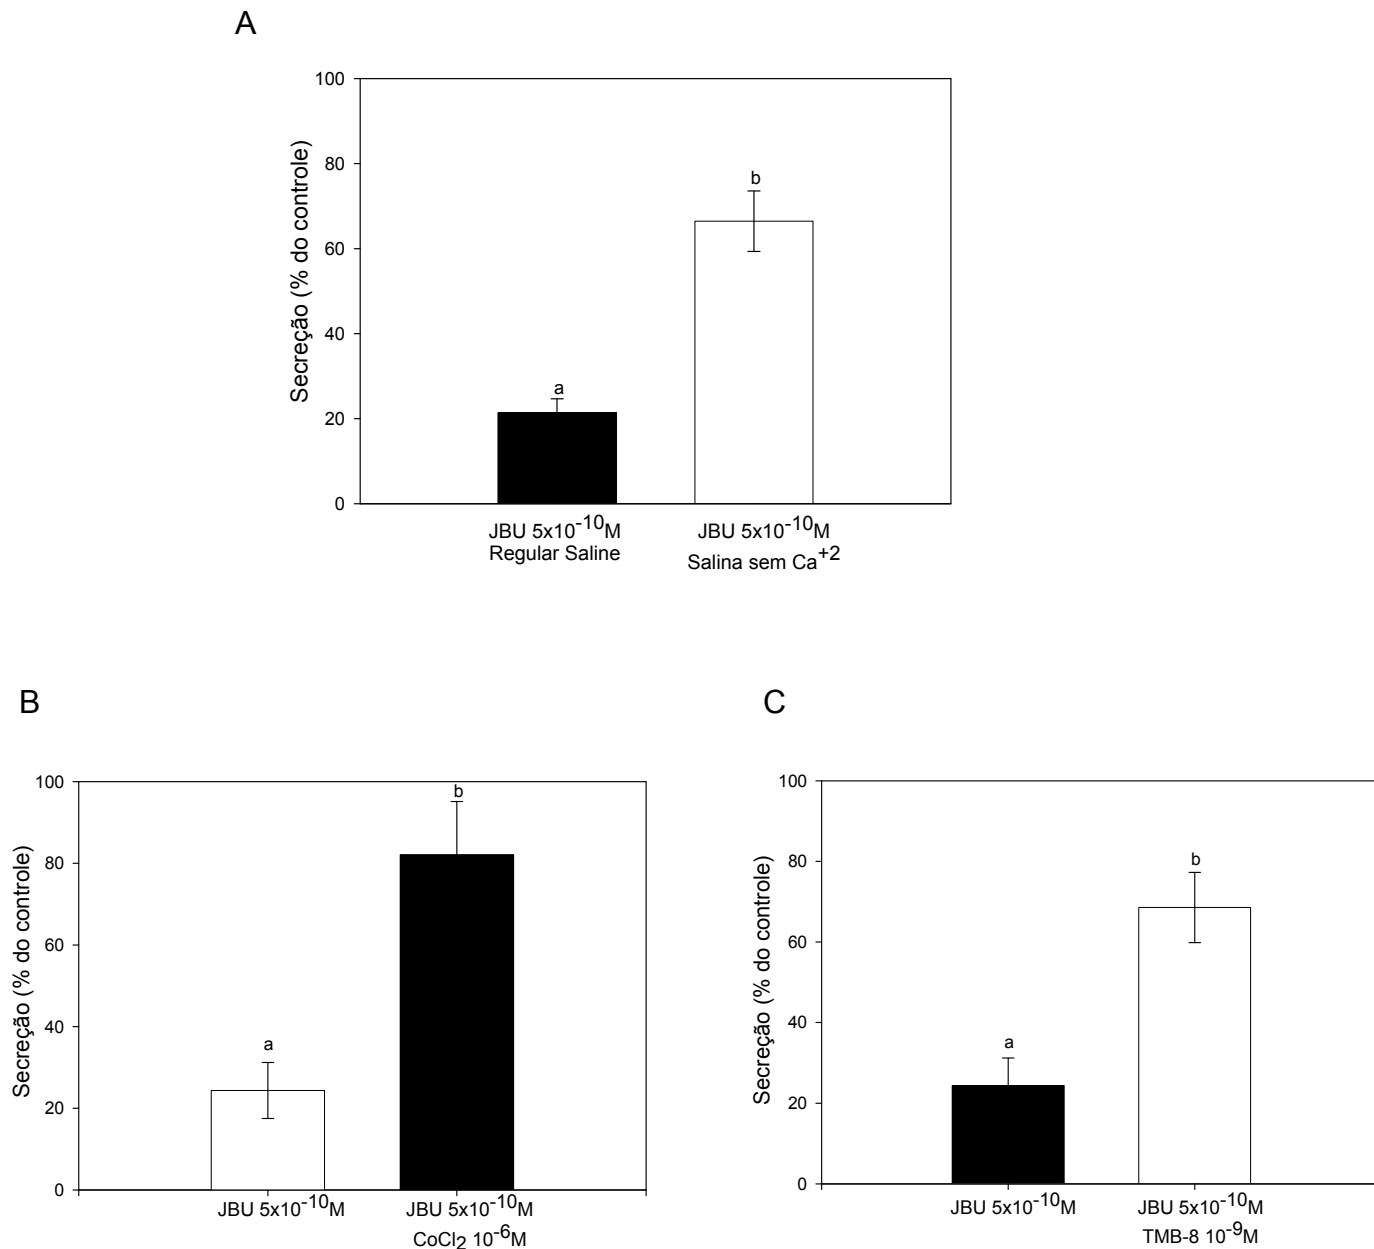 A
Secreção (% do controle)
100
80
60
40
20
0
a
b
JBU 5x10⁻¹⁰M
Regular Saline
JBU 5x10⁻¹⁰M
Salina sem Ca⁺²
B
Secreção (% do controle)
100
80
60
40
20
0
a
b
JBU 5x10⁻¹⁰M
JBU 5x10⁻¹⁰M
CoCl₂ 10⁻⁶M
C
Secreção (% do controle)
100
80
60
40
20
0
a
b
JBU 5x10⁻¹⁰M
JBU 5x10⁻¹⁰M
TMB-8 10⁻⁹M